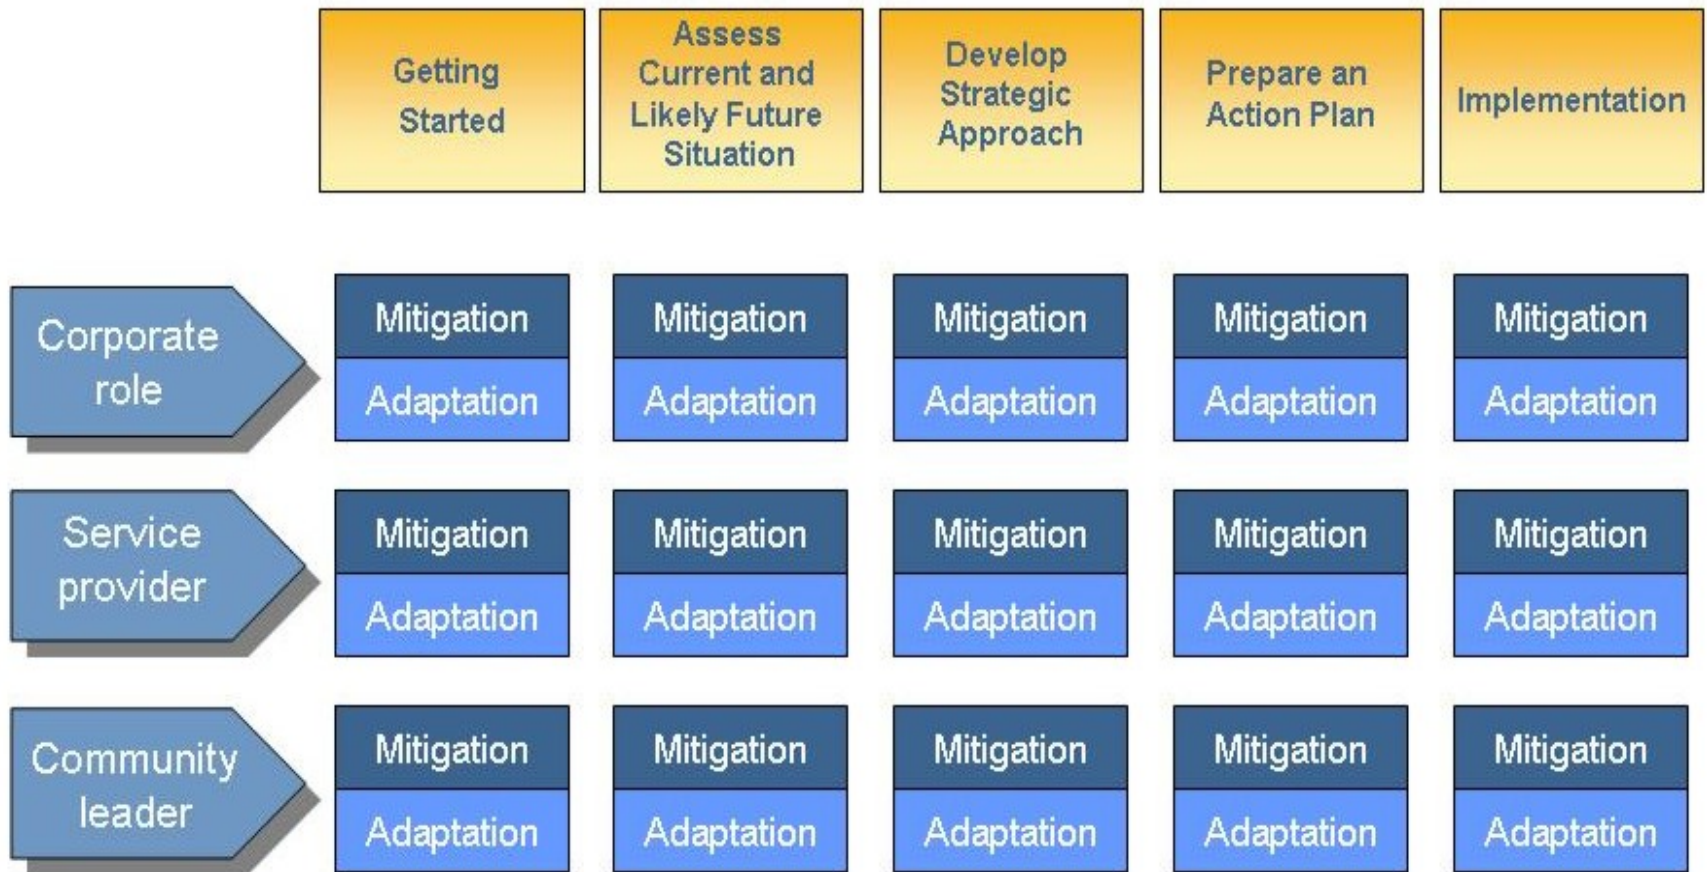 Getting
Started
Assess
Current and
Likely Future
Situation
Develop
Strategic
Approach
Prepare an
Action Plan
Implementation
Corporate
role
Mitigation
Adaptation
Mitigation
Adaptation
Mitigation
Adaptation
Mitigation
Adaptation
Mitigation
Adaptation
Service
provider
Mitigation
Adaptation
Mitigation
Adaptation
Mitigation
Adaptation
Mitigation
Adaptation
Mitigation
Adaptation
Community
leader
Mitigation
Adaptation
Mitigation
Adaptation
Mitigation
Adaptation
Mitigation
Adaptation
Mitigation
Adaptation